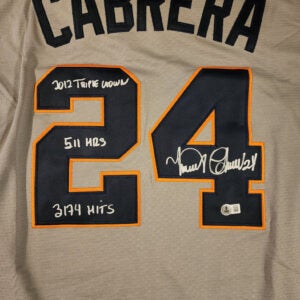 CABRERA
24
2012 TRIPLE CROWN
511 HRS
3174 HITS